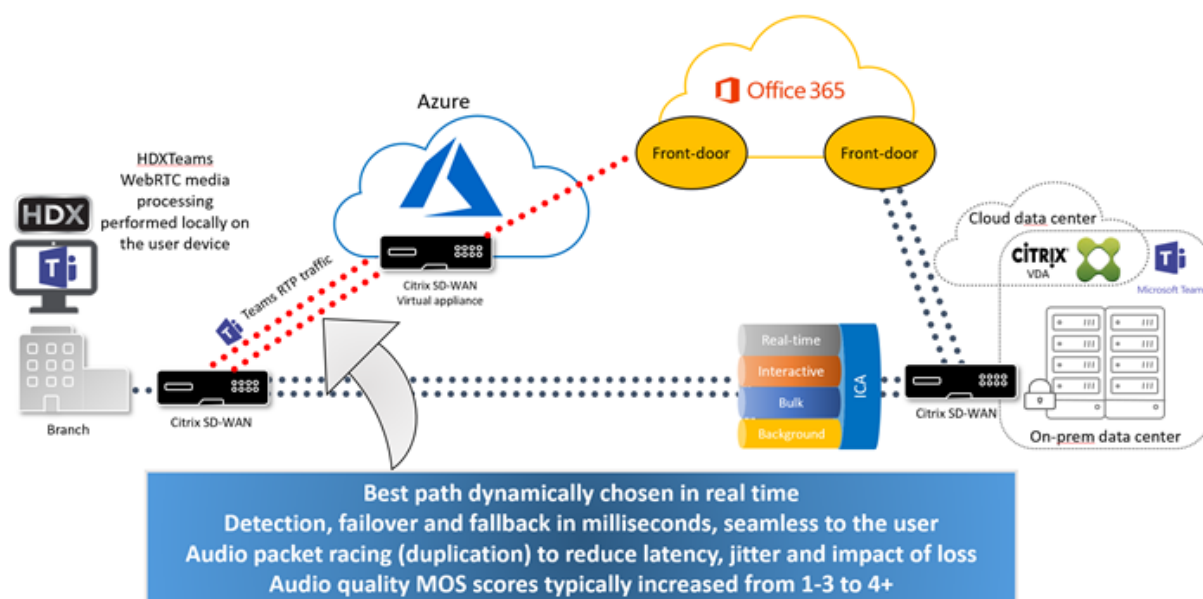 Office 365
Azure
Front-door
Front-door
HDXTeams
WebRTC media
processing
performed locally on
the user device
HDX
Cloud data center
CİTRIX
VDA
Microsoft Team
Teams RTP traffic
Citrix SD-WAN
Virtual appliance
Real-time
Interactive
Bulk
Background
ICA
Branch
Citrix SD-WAN
Citrix SD-WAN
On-prem data center
Best path dynamically chosen in real time
Detection, failover and fallback in milliseconds, seamless to the user
Audio packet racing (duplication) to reduce latency, jitter and impact of loss
Audio quality MOS scores typically increased from 1-3 to 4+